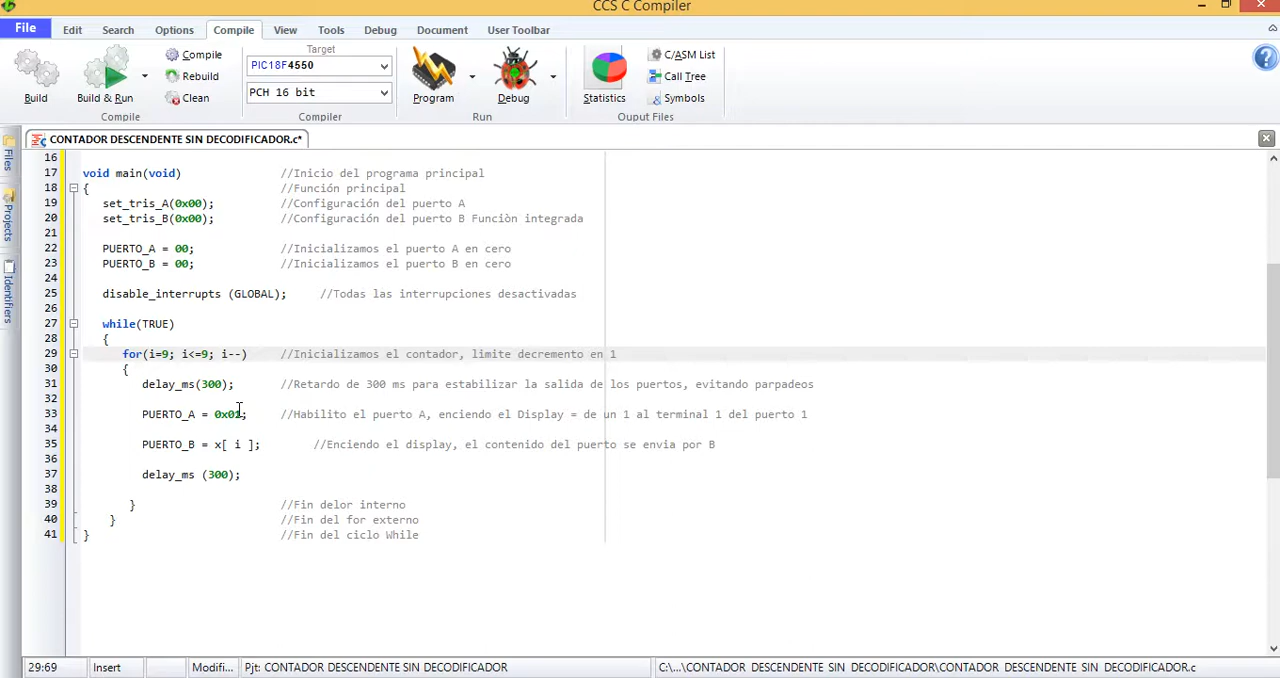 CCS C Compiler
File Edit Search Options Compile View Tools Debug Document User Toolbar
Build
Build & Run
Compile
Rebuild
Clean
Compile
Target
PIC18F4550
PCH 16 bit
Compiler
Program
Debug
Run
Statistics
C/ASM List
Call Tree
Symbols
Ouput Files
Files
Projects
Identifiers
CONTADOR DESCENDENTE SIN DECODIFICADOR.c*
16
17 void main(void) //Inicio del programa principal
18 { //Función principal
19 set_tris_A(0x00); //Configuración del puerto A
20 set_tris_B(0x00); //Configuración del puerto B Funciòn integrada
21
22 PUERTO_A = 00; //Inicializamos el puerto A en cero
23 PUERTO_B = 00; //Inicializamos el puerto B en cero
24
25 disable_interrupts (GLOBAL); //Todas las interrupciones desactivadas
26
27 while(TRUE)
28 {
29 for(i=9; i<=9; i--) //Inicializamos el contador, limite decremento en 1
30 {
31 delay_ms(300); //Retardo de 300 ms para estabilizar la salida de los puertos, evitando parpadeos
32
33 PUERTO_A = 0x01; //Habilito el puerto A, enciendo el Display = de un 1 al terminal 1 del puerto 1
34
35 PUERTO_B = x[ i ]; //Enciendo el display, el contenido del puerto se envia por B
36
37 delay_ms (300);
38
39 } //Fin delor interno
40 } //Fin del for externo
41 } //Fin del ciclo While
29:69 Insert Modifi... Pjt: CONTADOR DESCENDENTE SIN DECODIFICADOR C:\...\CONTADOR DESCENDENTE SIN DECODIFICADOR\CONTADOR DESCENDENTE SIN DECODIFICADOR.c